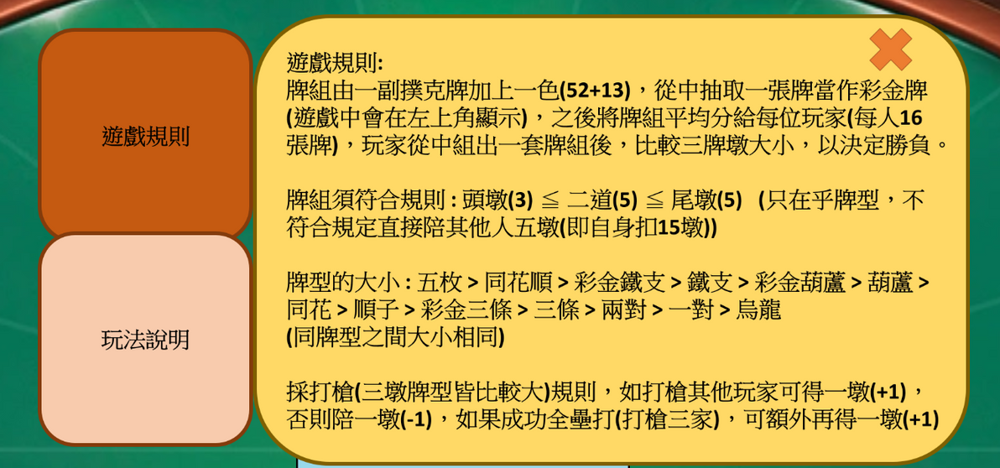 遊戲規則
玩法說明
遊戲規則:
牌組由一副撲克牌加上一色(52+13)，從中抽取一張牌當作彩金牌
(遊戲中會在左上角顯示)，之後將牌組平均分給每位玩家(每人16
張牌)，玩家從中組出一套牌組後，比較三牌墩大小，以決定勝負。
牌組須符合規則 : 頭墩(3) ≦ 二道(5) ≦ 尾墩(5) (只在乎牌型，不
符合規定直接陪其他人五墩(即自身扣15墩))
牌型的大小 : 五枚 > 同花順 > 彩金鐵支 > 鐵支 > 彩金葫蘆 > 葫蘆 >
同花 > 順子 > 彩金三條 > 三條 > 兩對 > 一對 > 烏龍
(同牌型之間大小相同)
採打槍(三墩牌型皆比較大)規則，如打槍其他玩家可得一墩(+1)，
否則陪一墩(-1)，如果成功全壘打(打槍三家)，可額外再得一墩(+1)